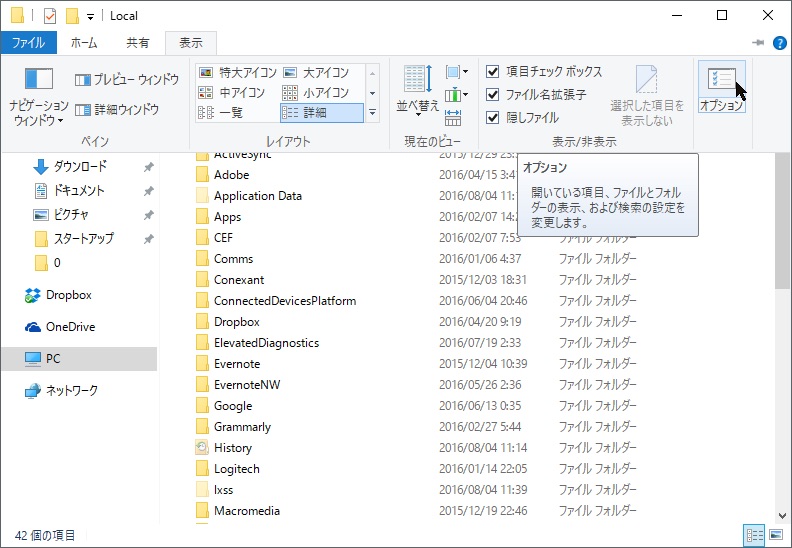 Local
ファイル ホーム 共有 表示
ナビゲーション
ウィンドウ
プレビュー ウィンドウ
詳細ウィンドウ
ペイン
特大アイコン 大アイコン
中アイコン 小アイコン
一覧 詳細
レイアウト
並べ替え
現在のビュー
項目チェック ボックス
ファイル名拡張子
隠しファイル
選択した項目を
表示しない
表示/非表示
オプション
オプション
開いている項目、ファイルとフォル
ダーの表示、および検索の設定を
変更します。
ダウンロード
ドキュメント
ピクチャ
スタートアップ
0
Dropbox
OneDrive
PC
ネットワーク
ActiveSync 2015/12/29 23:
Adobe 2016/04/15 3:4
Application Data 2016/08/04 11:
Apps 2016/02/07 14:2
CEF 2016/02/07 7:53 ファイル フォルダー
Comms 2016/01/06 4:37 ファイル フォルダー
Conexant 2015/12/03 18:31 ファイル フォルダー
ConnectedDevicesPlatform 2016/06/04 20:46 ファイル フォルダー
Dropbox 2016/04/20 9:19 ファイル フォルダー
ElevatedDiagnostics 2016/07/19 2:33 ファイル フォルダー
Evernote 2015/12/04 10:39 ファイル フォルダー
EvernoteNW 2016/05/26 2:36 ファイル フォルダー
Google 2016/06/13 0:35 ファイル フォルダー
Grammarly 2016/02/27 5:44 ファイル フォルダー
History 2016/08/04 11:14 ファイル フォルダー
Logitech 2016/01/14 22:05 ファイル フォルダー
lxss 2016/08/04 11:39 ファイル フォルダー
Macromedia 2015/12/19 22:46 ファイル フォルダー
42 個の項目